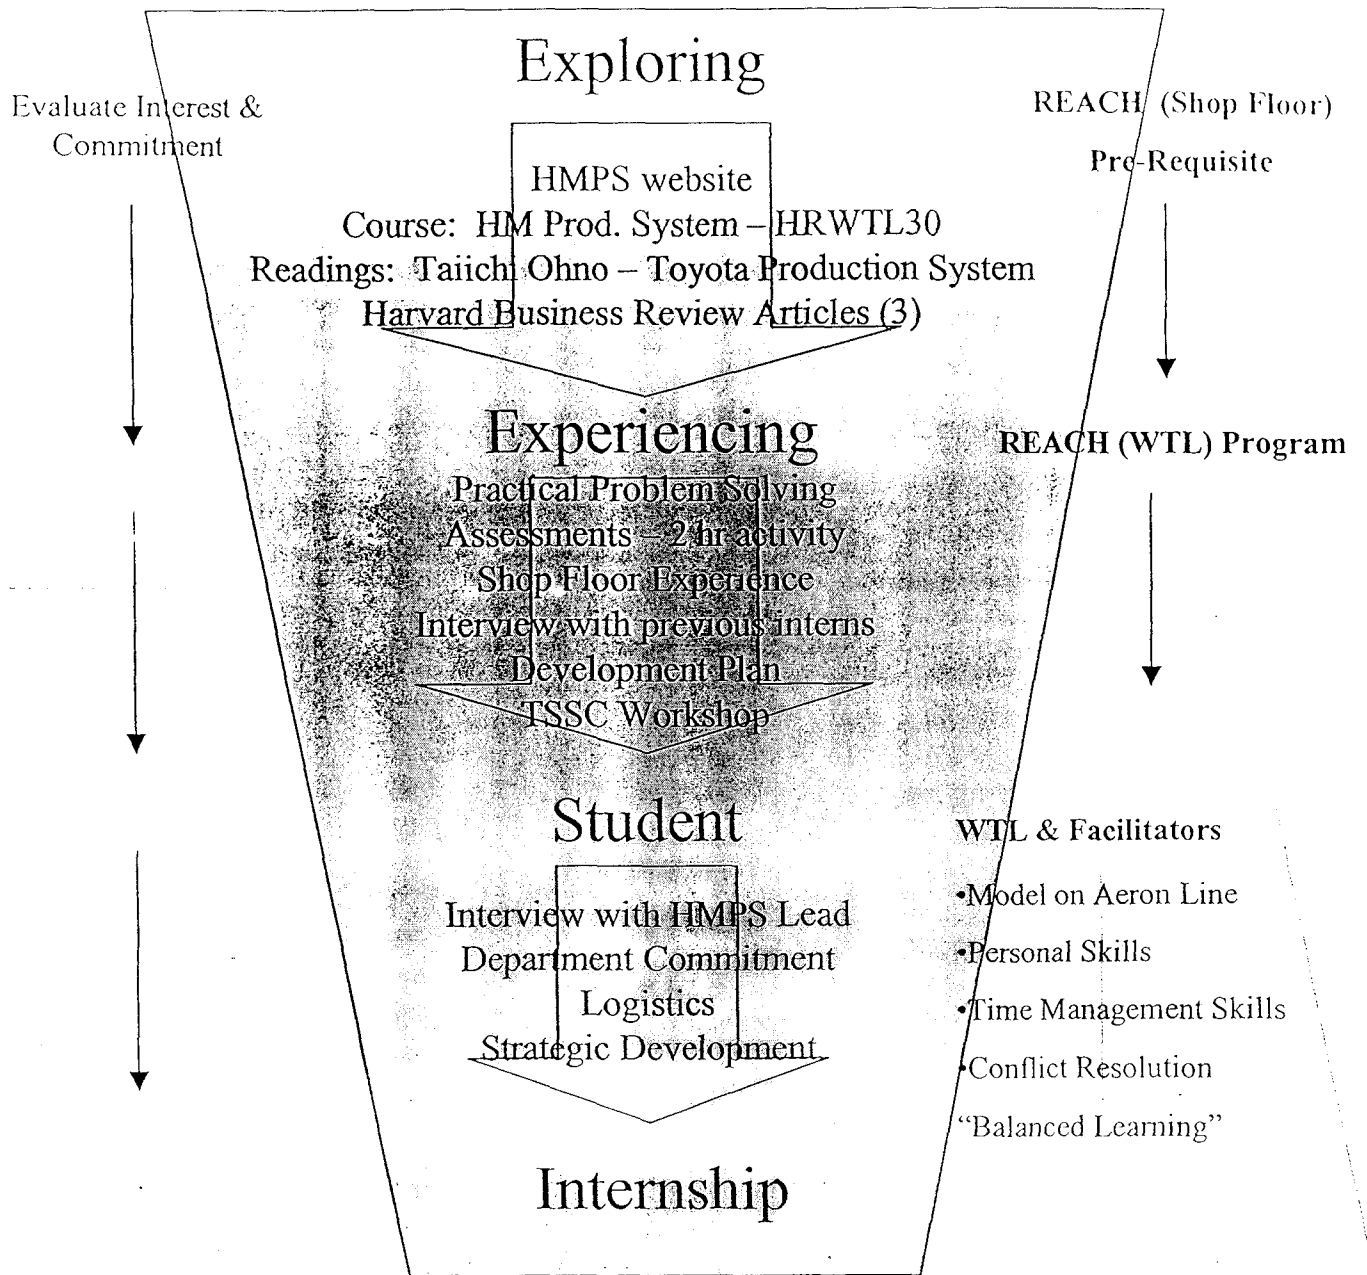 Exploring
Evaluate Interest &
Commitment
REACH (Shop Floor)
Pre-Requisite
HMPS website
Course: HM Prod. System – HRWTL30
Readings: Taiichi Ohno – Toyota Production System
Harvard Business Review Articles (3)
Experiencing
REACH (WTL) Program
Practical Problem Solving
Assessments – 2 hr activity
Shop Floor Experience
Interview with previous interns
Development Plan
TSSC Workshop
Student
Interview with HMPS Lead
Department Commitment
Logistics
Strategic Development
WTL & Facilitators
•Model on Aeron Line
•Personal Skills
•Time Management Skills
•Conflict Resolution
“Balanced Learning”
Internship